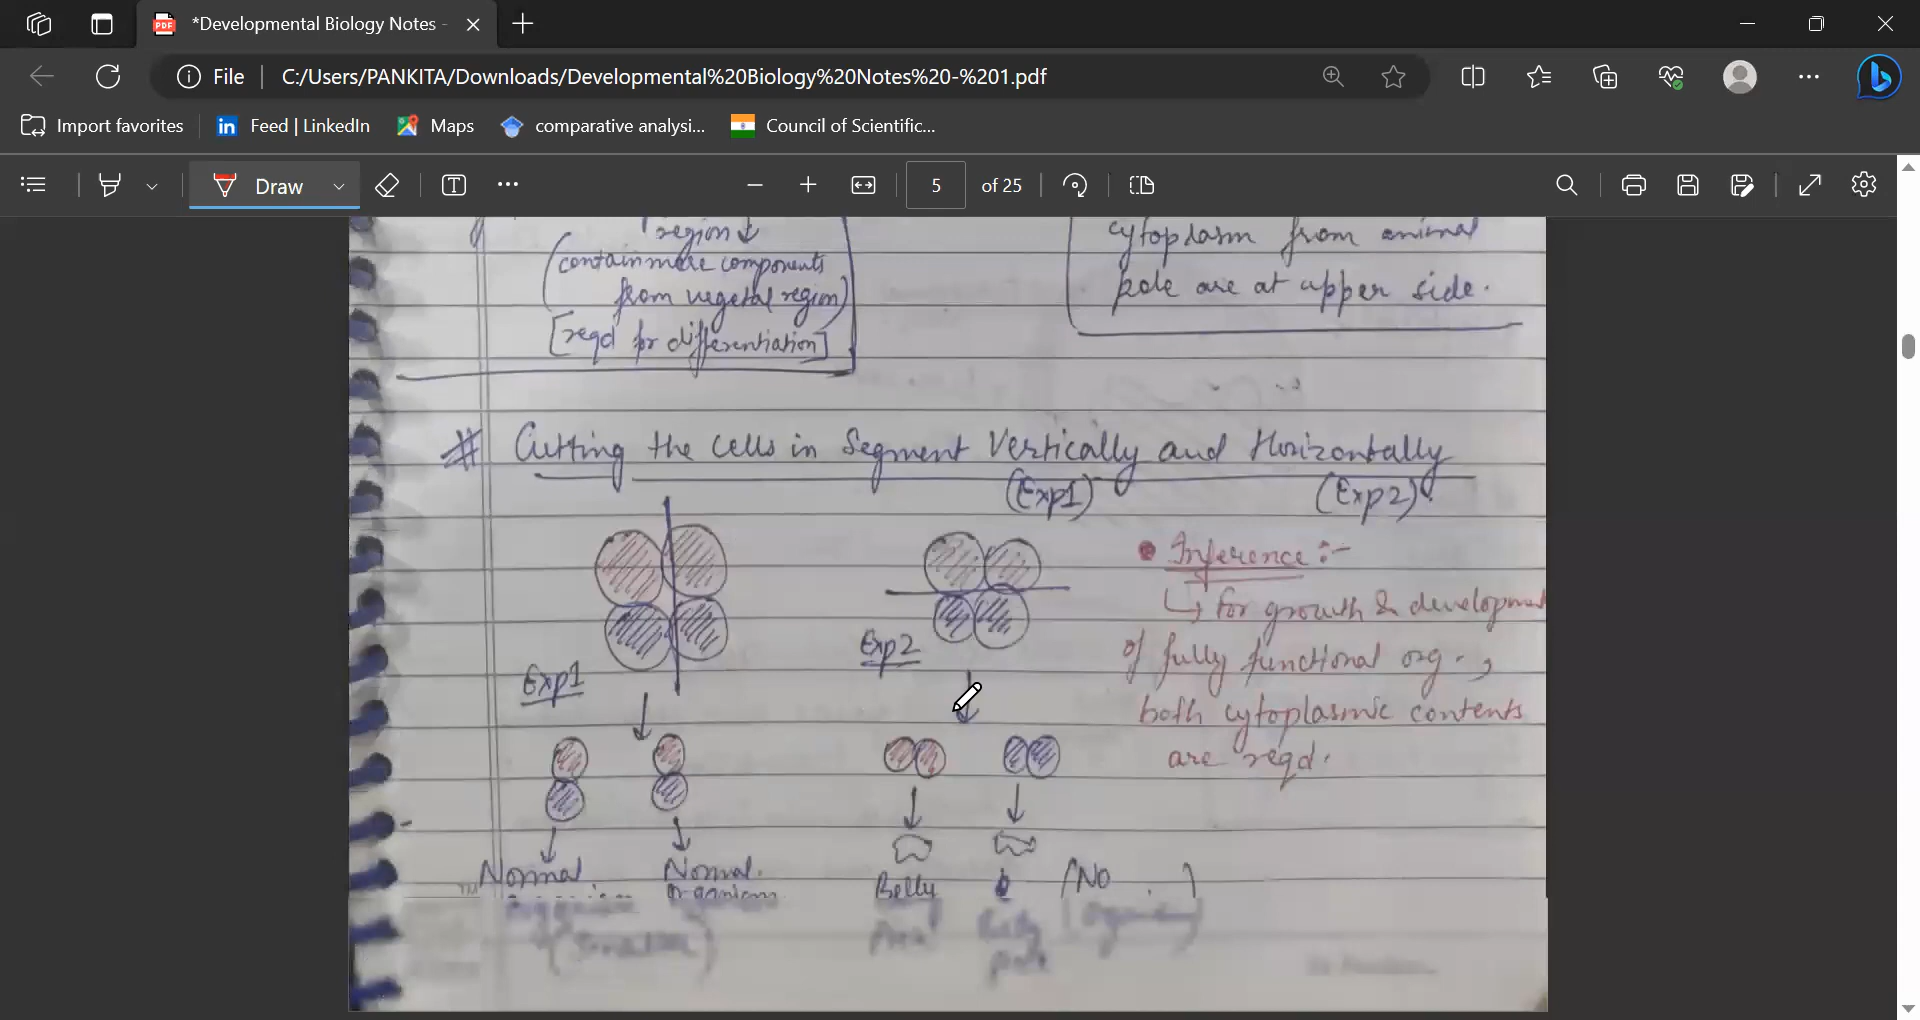 *Developmental Biology Notes -
File
C:/Users/PANKITA/Downloads/Developmental%20Biology%20Notes%20-%201.pdf
Import favorites
Feed | LinkedIn
Maps
comparative analysi...
Council of Scientific...
Draw
5 of 25
region
(contain more components
from vegetal region)
[reqd for differentiation]
cytoplasm from animal
pole are at upper side.
# Cutting the cells in Segment Vertically and Horizontally
(Exp1) (Exp2)
Exp1
Exp2
• Inference :-
↳ for growth & development
of fully functional org.,
both cytoplasmic contents
are reqd.
Normal
organism
Normal
organism
Belly
(No